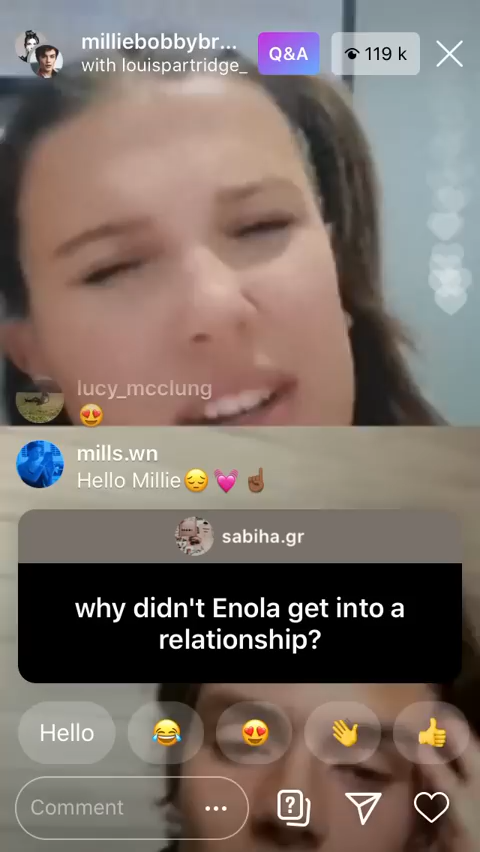 milliebobbybr...
with louispartridge_
Q&A
119 k
lucy_mcclung
😍
mills.wn
Hello Millie😔💓☝🏾
sabiha.gr
why didn't Enola get into a
relationship?
Hello 😂 😍 👋 👍
Comment